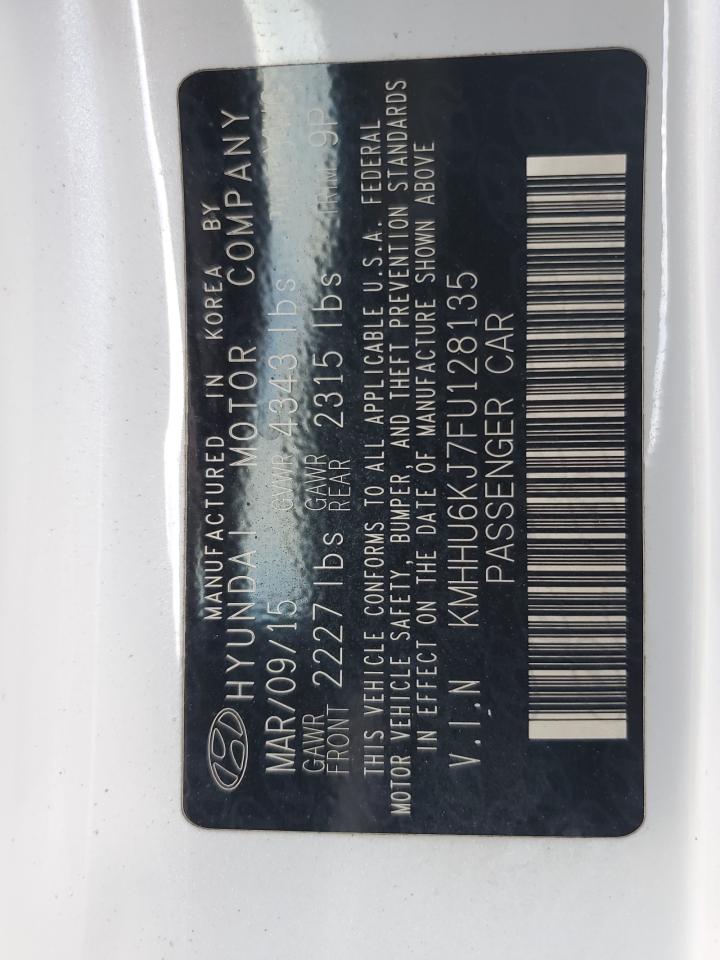 MANUFACTURED IN KOREA BY
HYUNDAI MOTOR COMPANY
MAR/09/15 GVWR 4343 lbs
GAWR FRONT 2227 lbs GAWR REAR 2315 lbs TRIM 9P
THIS VEHICLE CONFORMS TO ALL APPLICABLE U.S.A. FEDERAL
MOTOR VEHICLE SAFETY, BUMPER, AND THEFT PREVENTION STANDARDS
IN EFFECT ON THE DATE OF MANUFACTURE SHOWN ABOVE
V.I.N KMHHU6KJ7FU128135
PASSENGER CAR